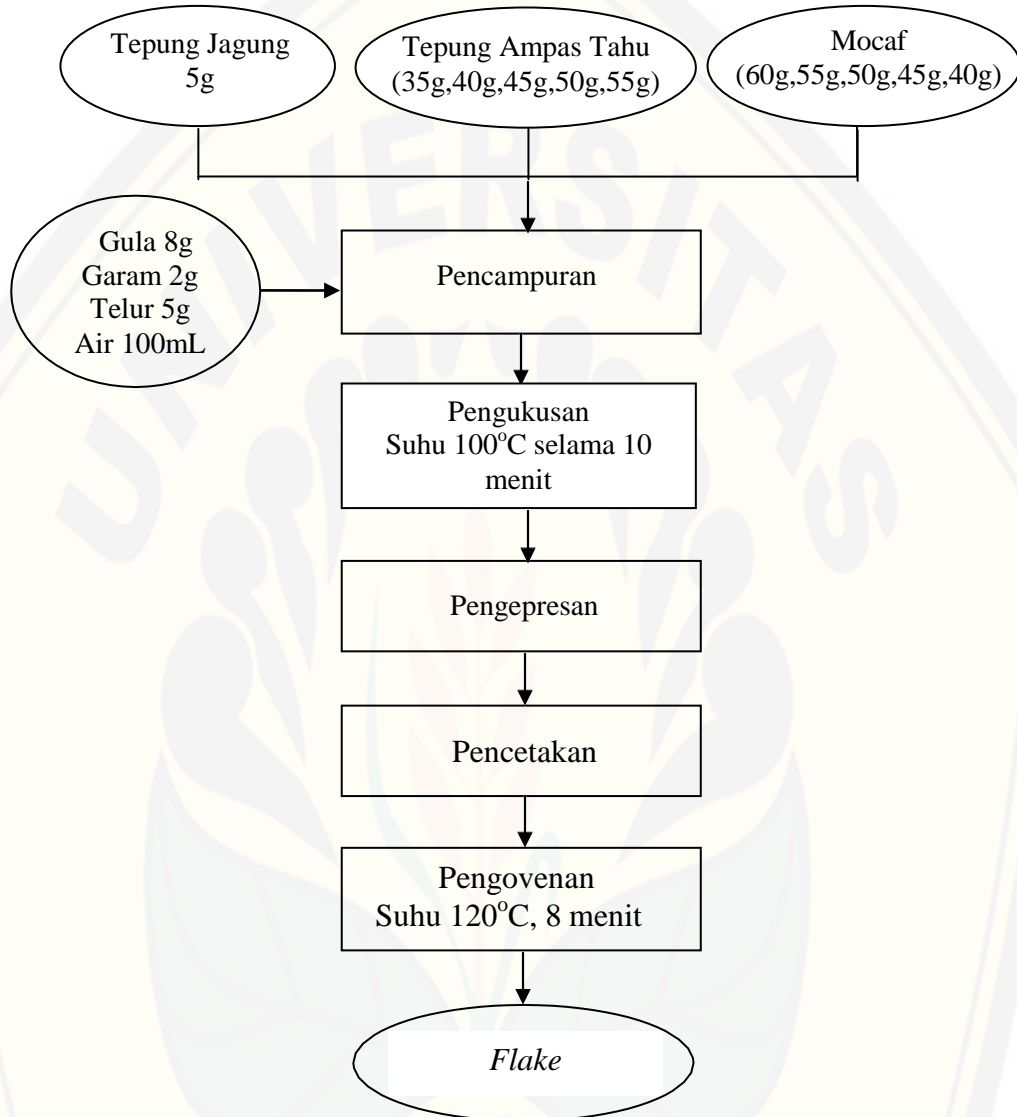 Tepung Jagung
5g
Tepung Ampas Tahu
(35g,40g,45g,50g,55g)
Mocaf
(60g,55g,50g,45g,40g)
Gula 8g
Garam 2g
Telur 5g
Air 100mL
Pencampuran
Pengukusan
Suhu 100°C selama 10
menit
Pengepresan
Pencetakan
Pengovenan
Suhu 120°C, 8 menit
Flake
UNIVERSITAS